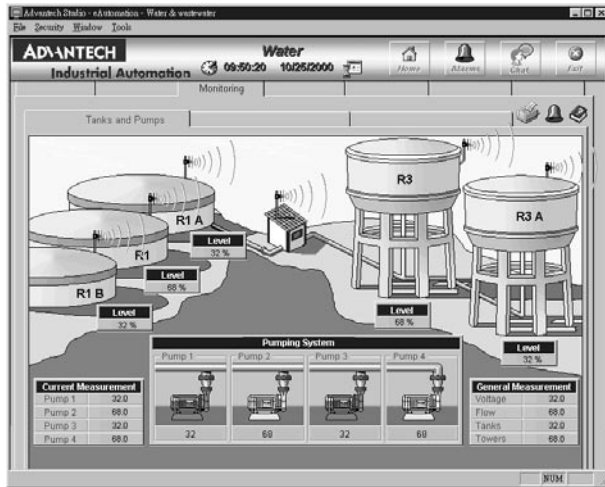 Advantech Studio - eAutomation - Water & wastewater
File Security Window Tools
ADVANTECH
Industrial Automation
Water
09:50:20 10/25/2000
Home
Alarms
Chat
Exit
Monitoring
Tanks and Pumps
R1 A
R1
R1 B
R3
R3 A
Level
32 %
Level
68 %
Level
32 %
Level
68 %
Level
32 %
Pumping System
Pump 1 Pump 2 Pump 3 Pump 4
32 68 32 68
Current Measurement
Pump 1 32.0
Pump 2 68.0
Pump 3 32.0
Pump 4 68.0
General Measurement
Voltage 32.0
Flow 68.0
Tanks 32.0
Towers 68.0
NUM